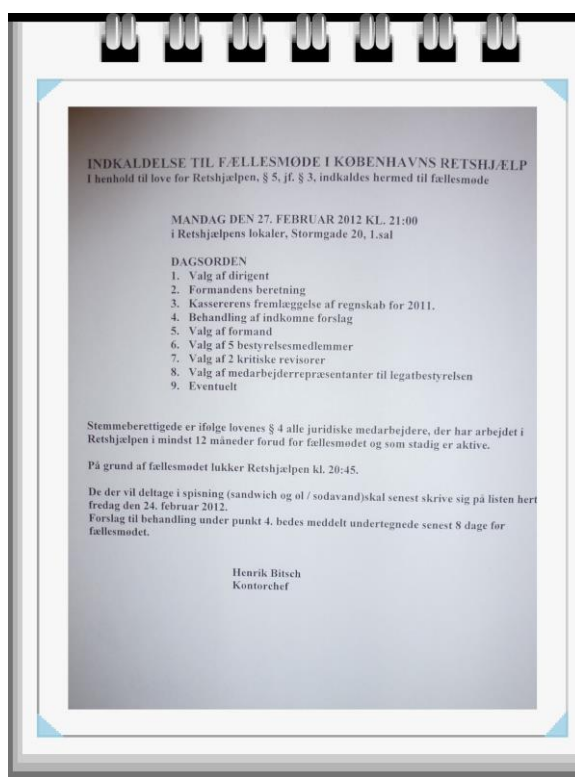 INDKALDELSE TIL FÆLLESMØDE I KØBENHAVNS RETSHJÆLP
I henhold til love for Retshjælpen, § 5, jf. § 3, indkaldes hermed til fællesmøde
MANDAG DEN 27. FEBRUAR 2012 KL. 21:00
i Retshjælpens lokaler, Stormgade 20, 1.sal
DAGSORDEN
1. Valg af dirigent
2. Formandens beretning
3. Kassererens fremlæggelse af regnskab for 2011.
4. Behandling af indkomne forslag
5. Valg af formand
6. Valg af 5 bestyrelsesmedlemmer
7. Valg af 2 kritiske revisorer
8. Valg af medarbejderrepræsentanter til legatbestyrelsen
9. Eventuelt
Stemmeberettigede er ifølge lovenes § 4 alle juridiske medarbejdere, der har arbejdet i
Retshjælpen i mindst 12 måneder forud for fællesmødet og som stadig er aktive.
På grund af fællesmødet lukker Retshjælpen kl. 20:45.
De der vil deltage i spisning (sandwich og øl / sodavand)skal senest skrive sig på listen hert
fredag den 24. februar 2012.
Forslag til behandling under punkt 4. bedes meddelt undertegnede senest 8 dage før
fællesmødet.
Henrik Bitsch
Kontorchef